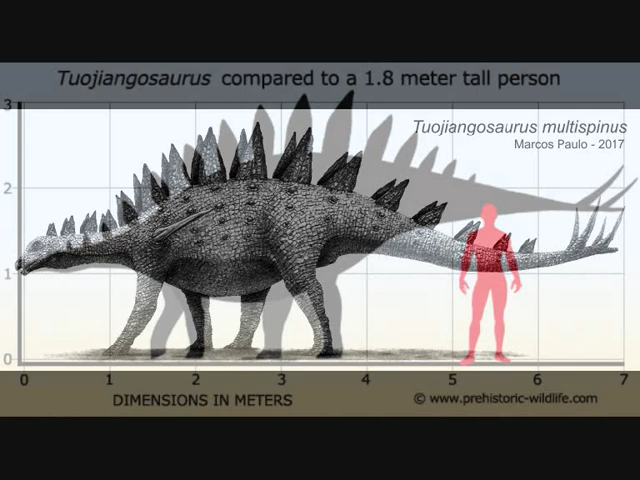 Tuojiangosaurus compared to a 1.8 meter tall person
Tuojiangosaurus multispinus
Marcos Paulo - 2017
3
2
1
0
0 1 2 3 4 5 6 7
DIMENSIONS IN METERS © www.prehistoric-wildlife.com